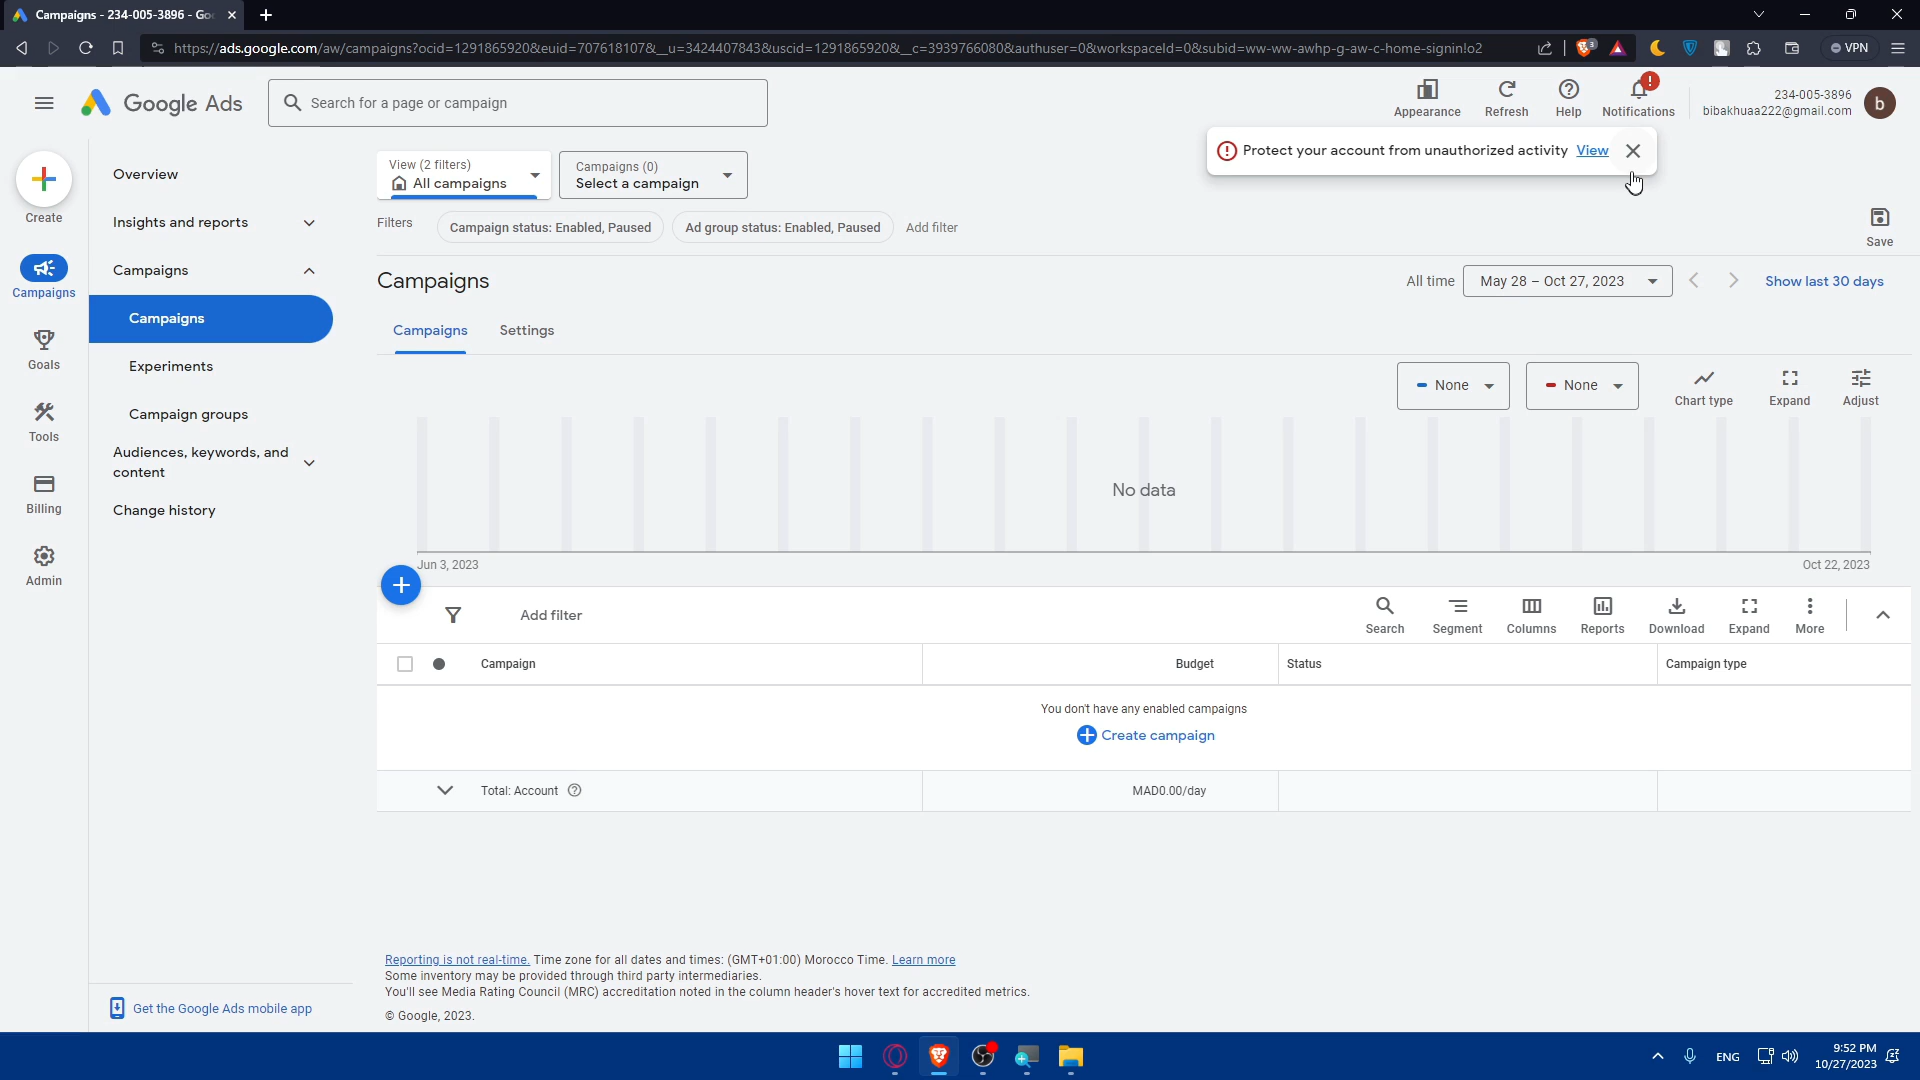 Campaigns - 234-005-3896 - Go
https://ads.google.com/aw/campaigns?ocid=1291865920&euid=707618107&__u=3424407843&uscid=1291865920&__c=3939766080&authuser=0&workspaceId=0&subid=ww-ww-awhp-g-aw-c-home-signin!o2
3
VPN
Google Ads
Search for a page or campaign
Appearance
Refresh
Help
Notifications
234-005-3896
bibakhuaa222@gmail.com
b
Protect your account from unauthorized activity View
Create
Campaigns
Goals
Tools
Billing
Admin
Overview
Insights and reports
Campaigns
Campaigns
Experiments
Campaign groups
Audiences, keywords, and
content
Change history
Get the Google Ads mobile app
View (2 filters)
All campaigns
Campaigns (0)
Select a campaign
Filters
Campaign status: Enabled, Paused
Ad group status: Enabled, Paused
Add filter
Save
Campaigns
All time
May 28 – Oct 27, 2023
Show last 30 days
Campaigns
Settings
None
None
Chart type
Expand
Adjust
No data
Jun 3, 2023
Oct 22, 2023
Add filter
Search
Segment
Columns
Reports
Download
Expand
More
Campaign
Budget
Status
Campaign type
You don't have any enabled campaigns
Create campaign
Total: Account
MAD0.00/day
Reporting is not real-time. Time zone for all dates and times: (GMT+01:00) Morocco Time. Learn more
Some inventory may be provided through third party intermediaries.
You'll see Media Rating Council (MRC) accreditation noted in the column header's hover text for accredited metrics.
© Google, 2023.
ENG
9:52 PM
10/27/2023